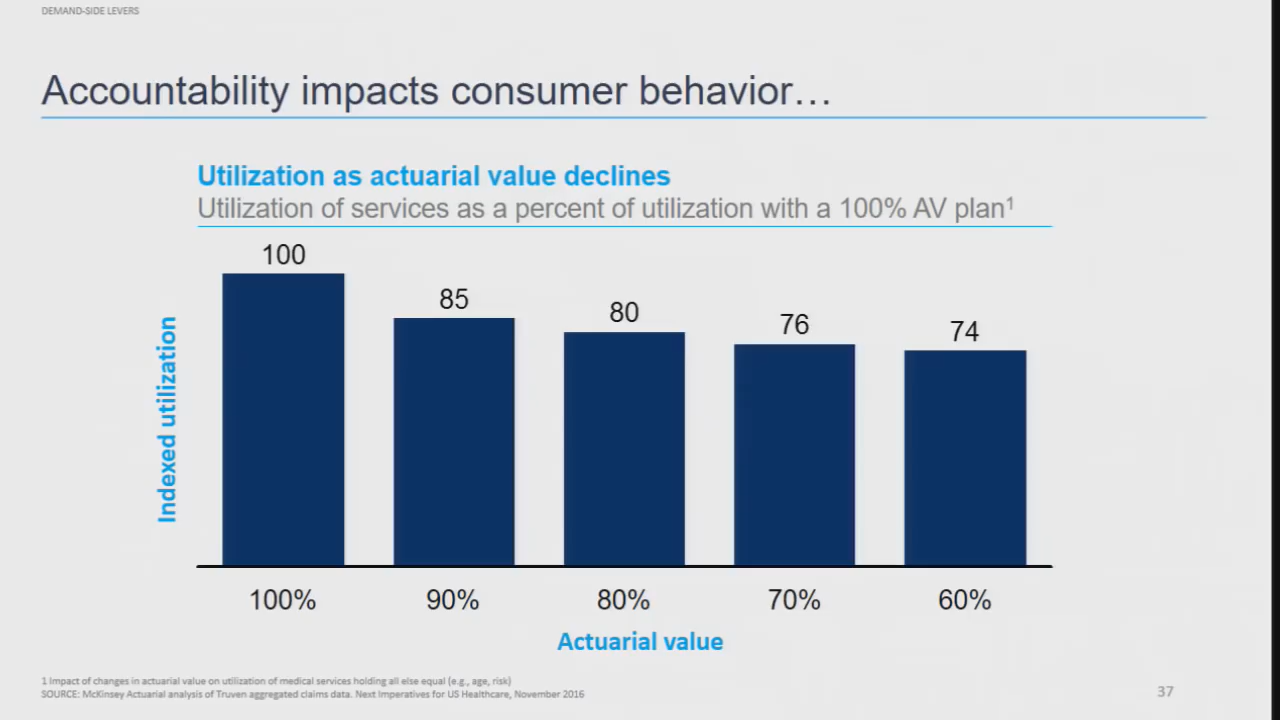 DEMAND-SIDE LEVERS
Accountability impacts consumer behavior…
Utilization as actuarial value declines
Utilization of services as a percent of utilization with a 100% AV plan¹
100
85
80
76
74
Indexed utilization
100%
90%
80%
70%
60%
Actuarial value
1 Impact of changes in actuarial value on utilization of medical services holding all else equal (e.g., age, risk)
SOURCE: McKinsey Actuarial analysis of Truven aggregated claims data. Next Imperatives for US Healthcare, November 2016
37